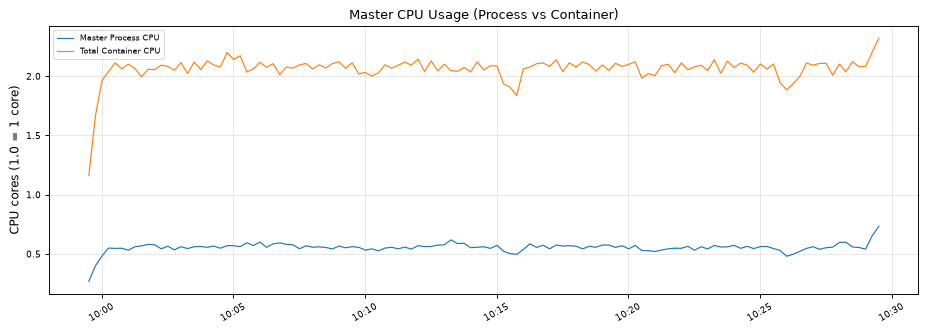 Master CPU Usage (Process vs Container)
Master Process CPU
Total Container CPU
CPU cores (1.0 = 1 core)
2.0
1.5
1.0
0.5
10:00
10:05
10:10
10:15
10:20
10:25
10:30